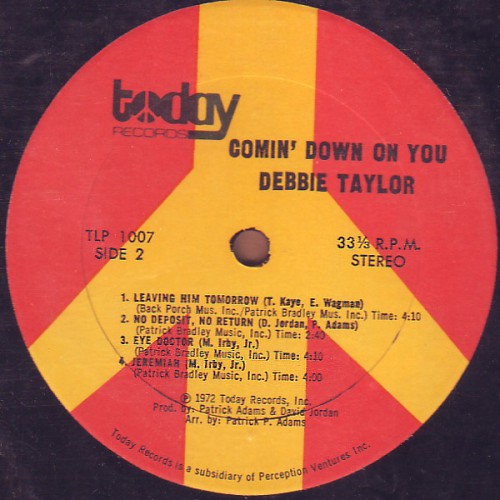 today
RECORDS
COMIN' DOWN ON YOU
DEBBIE TAYLOR
TLP 1007
SIDE 2
33⅓ R.P.M.
STEREO
1. LEAVING HIM TOMORROW (T. Kaye, E. Wagman)
(Back Porch Mus. Inc./Patrick Bradley Mus. Inc.) Time: 4:10
2. NO DEPOSIT, NO RETURN (D. Jordan, P. Adams)
(Patrick Bradley Music, Inc.) Time: 2:40
3. EYE DOCTOR (M. Irby, Jr.)
(Patrick Bradley Music, Inc.) Time: 4:10
4. JEREMIAH (M. Irby, Jr.)
(Patrick Bradley Music, Inc.) Time: 4:00
℗ 1972 Today Records, Inc.
Prod. by: Patrick Adams & David Jordan
Arr. by: Patrick P. Adams
Today Records is a subsidiary of Perception Ventures Inc.